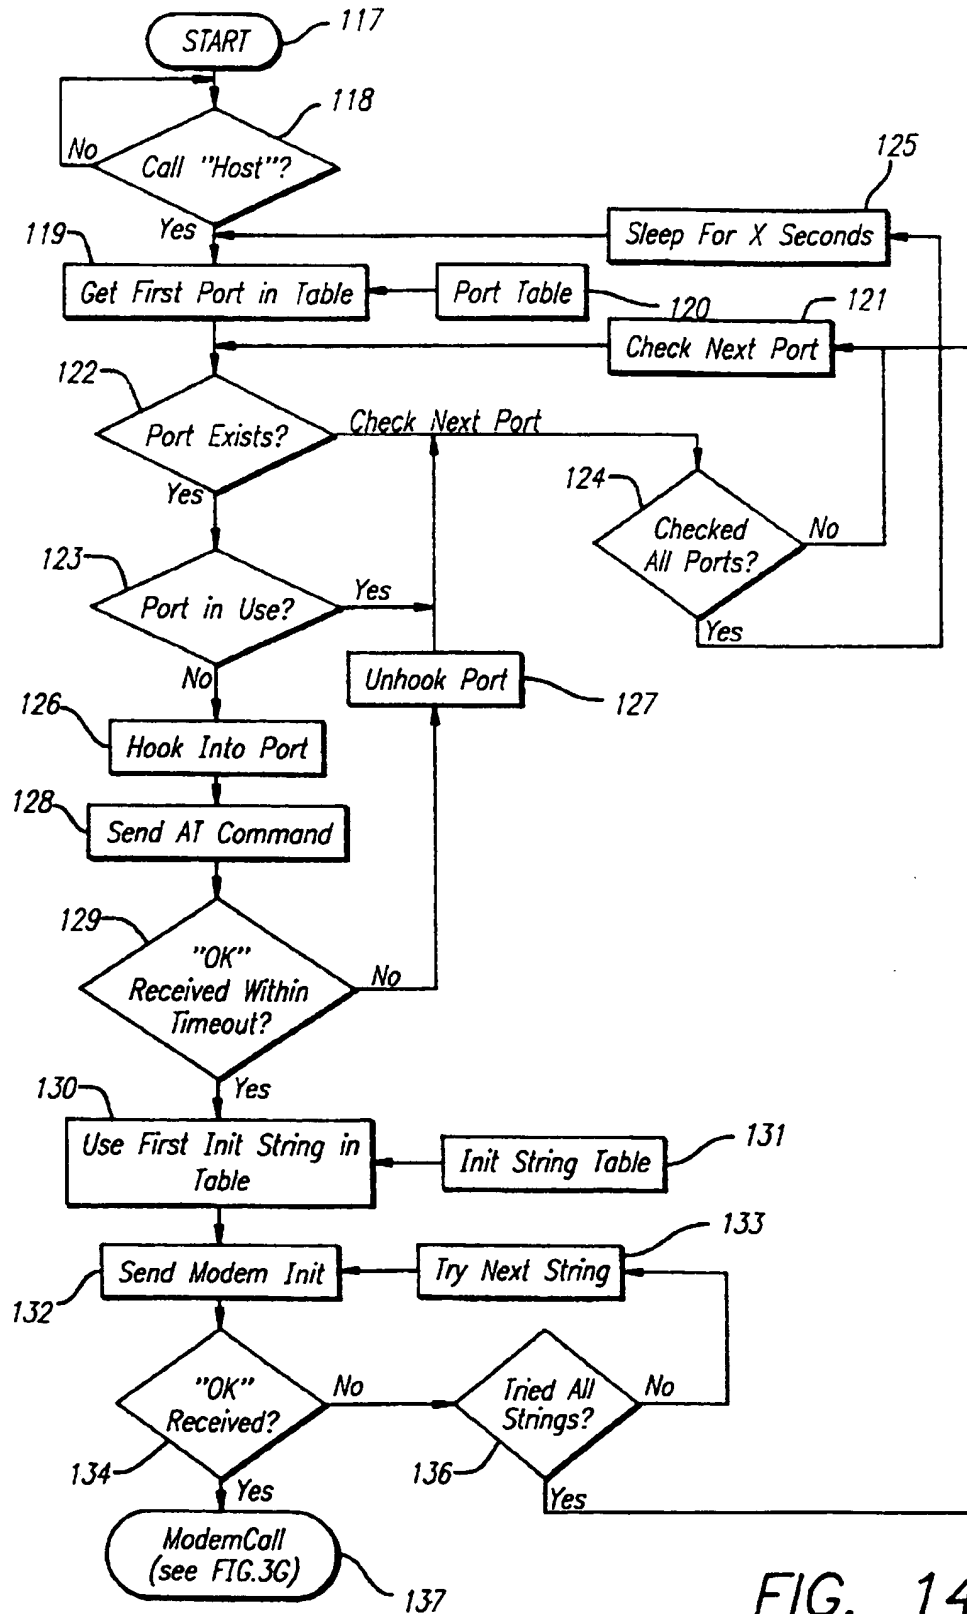 START
117
118
No
Call "Host"?
Yes
125
Sleep For X Seconds
119
Get First Port in Table
Port Table
120
121
Check Next Port
122
Port Exists?
Check Next Port
Yes
124
Checked
All Ports?
No
Yes
123
Port in Use?
Yes
No
Unhook Port
127
126
Hook Into Port
128
Send AT Command
129
"OK"
Received Within
Timeout?
No
Yes
130
Use First Init String in
Table
Init String Table
131
133
Send Modem Init
Try Next String
132
"OK"
Received?
No
Tried All
Strings?
No
134
136
Yes
Yes
ModemCall
(see FIG.3G)
137
FIG. 14